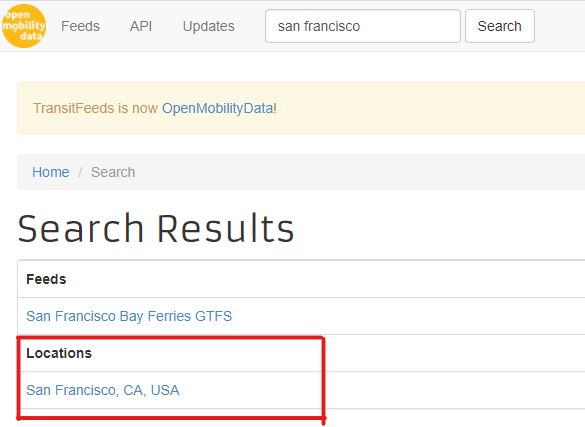 open
mobility
data
Feeds API Updates san francisco Search
TransitFeeds is now OpenMobilityData!
Home / Search
Search Results
Feeds
San Francisco Bay Ferries GTFS
Locations
San Francisco, CA, USA